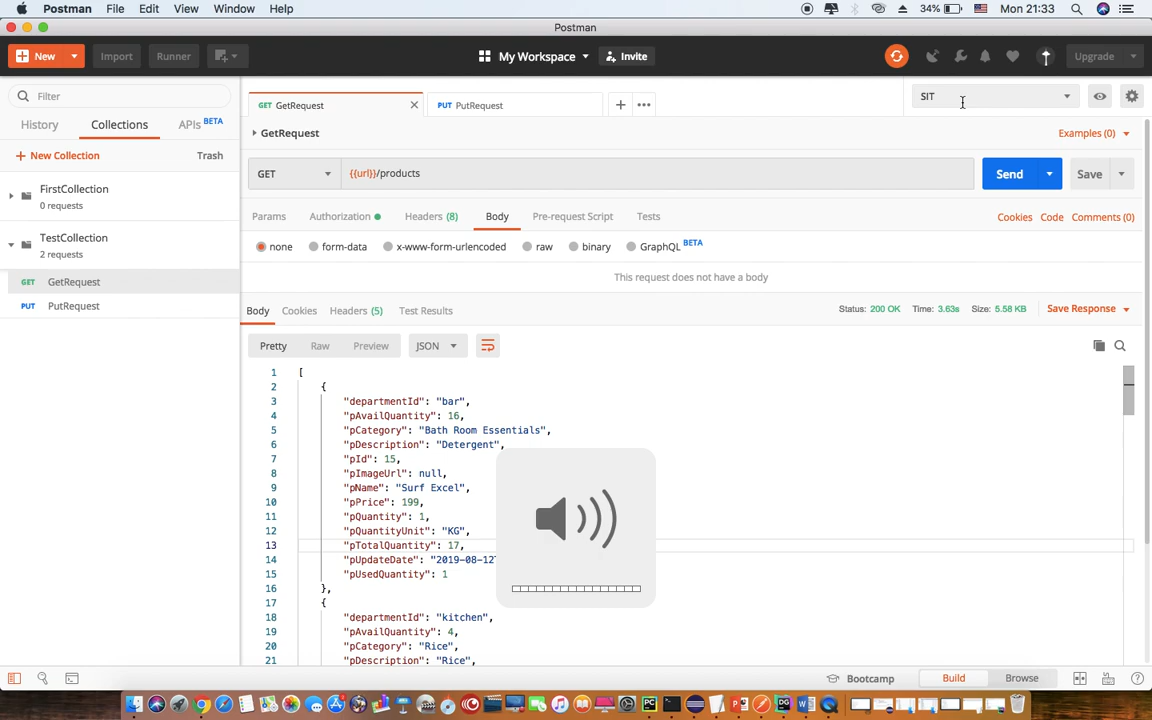 Postman File Edit View Window Help 34% Mon 21:33
Postman
New Import Runner My Workspace Invite Upgrade
Filter
History Collections APIs BETA
+ New Collection Trash
FirstCollection
0 requests
TestCollection
2 requests
GET GetRequest
PUT PutRequest
GET GetRequest PUT PutRequest SIT
GetRequest Examples (0)
GET {{url}}/products Send Save
Params Authorization Headers (8) Body Pre-request Script Tests Cookies Code Comments (0)
none form-data x-www-form-urlencoded raw binary GraphQL BETA
This request does not have a body
Body Cookies Headers (5) Test Results Status: 200 OK Time: 3.63s Size: 5.58 KB Save Response
Pretty Raw Preview JSON
1 [
2 {
3 "departmentId": "bar",
4 "pAvailQuantity": 16,
5 "pCategory": "Bath Room Essentials",
6 "pDescription": "Detergent",
7 "pId": 15,
8 "pImageUrl": null,
9 "pName": "Surf Excel",
10 "pPrice": 199,
11 "pQuantity": 1,
12 "pQuantityUnit": "KG",
13 "pTotalQuantity": 17,
14 "pUpdateDate": "2019-08-12T
15 "pUsedQuantity": 1
16 },
17 {
18 "departmentId": "kitchen",
19 "pAvailQuantity": 4,
20 "pCategory": "Rice",
21 "pDescription": "Rice",
Bootcamp Build Browse